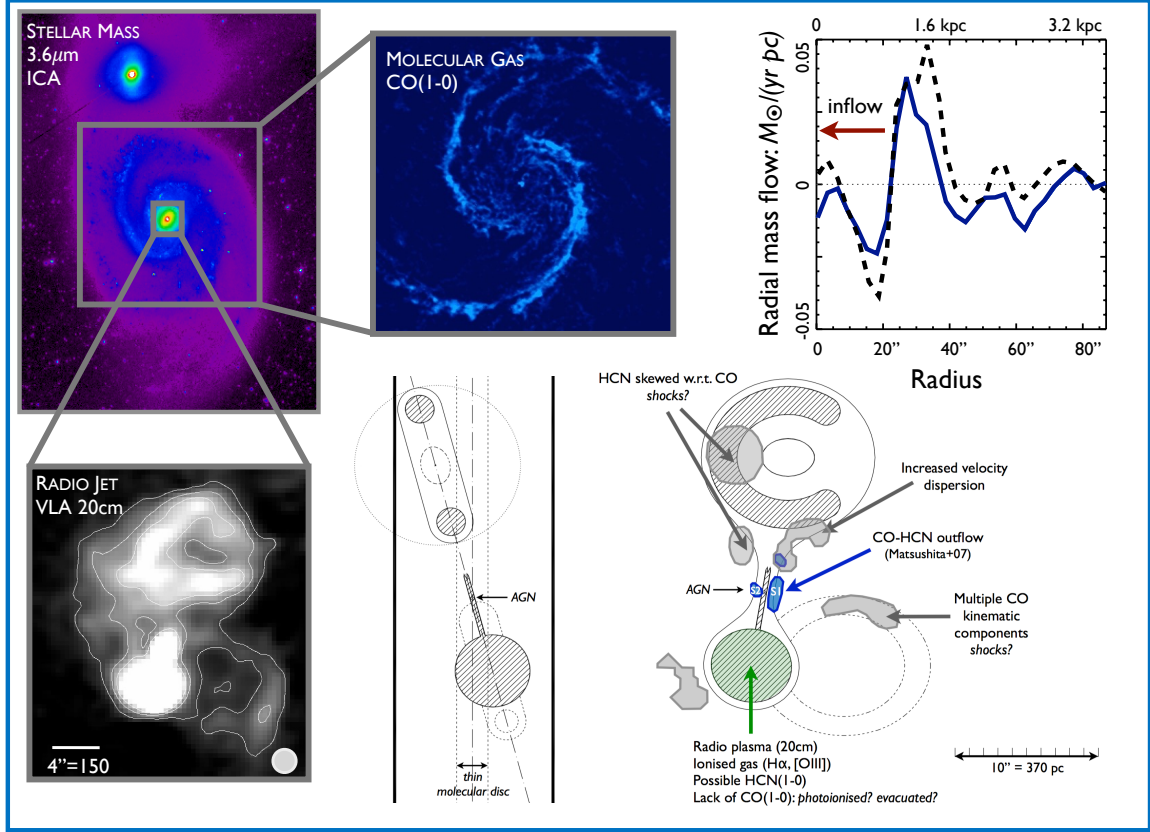 STELLAR MASS
3.6μm
ICA
MOLECULAR GAS
CO(1-0)
0 1.6 kpc 3.2 kpc
Radial mass flow: M⊙/(yr pc)
0.05
0
-0.05
inflow
0 20” 40” 60” 80”
Radius
RADIO JET
VLA 20cm
4”=150
AGN
thin
molecular disc
HCN skewed w.r.t. CO
shocks?
Increased velocity
dispersion
CO-HCN outflow
(Matsushita+07)
AGN
S2
S1
Multiple CO
kinematic
components
shocks?
Radio plasma (20cm)
Ionised gas (Hα, [OIII])
Possible HCN(1-0)
Lack of CO(1-0): photoionised? evacuated?
10” = 370 pc